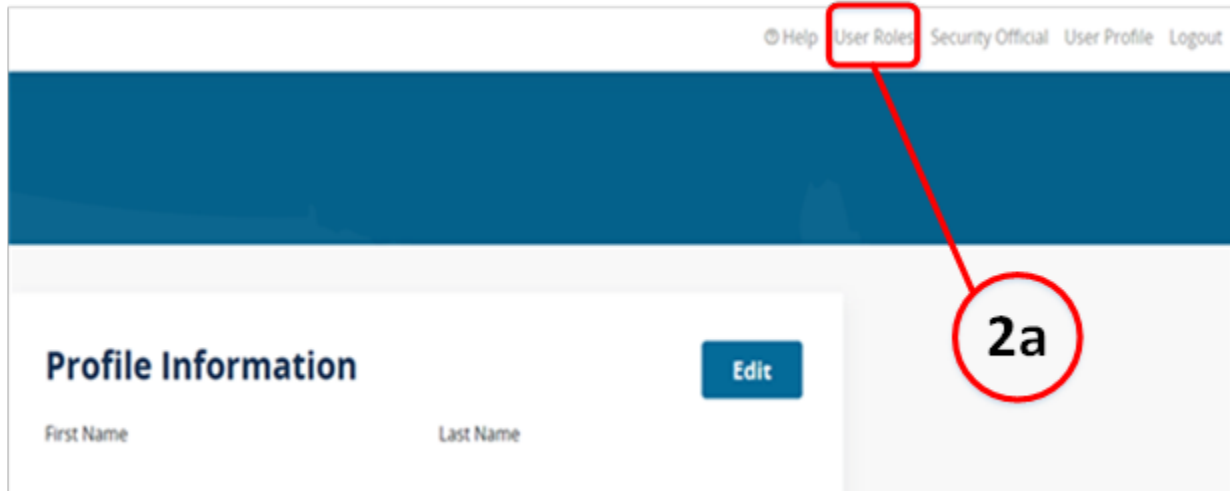 Help User Roles Security Official User Profile Logout
2a
Profile Information Edit
First Name Last Name